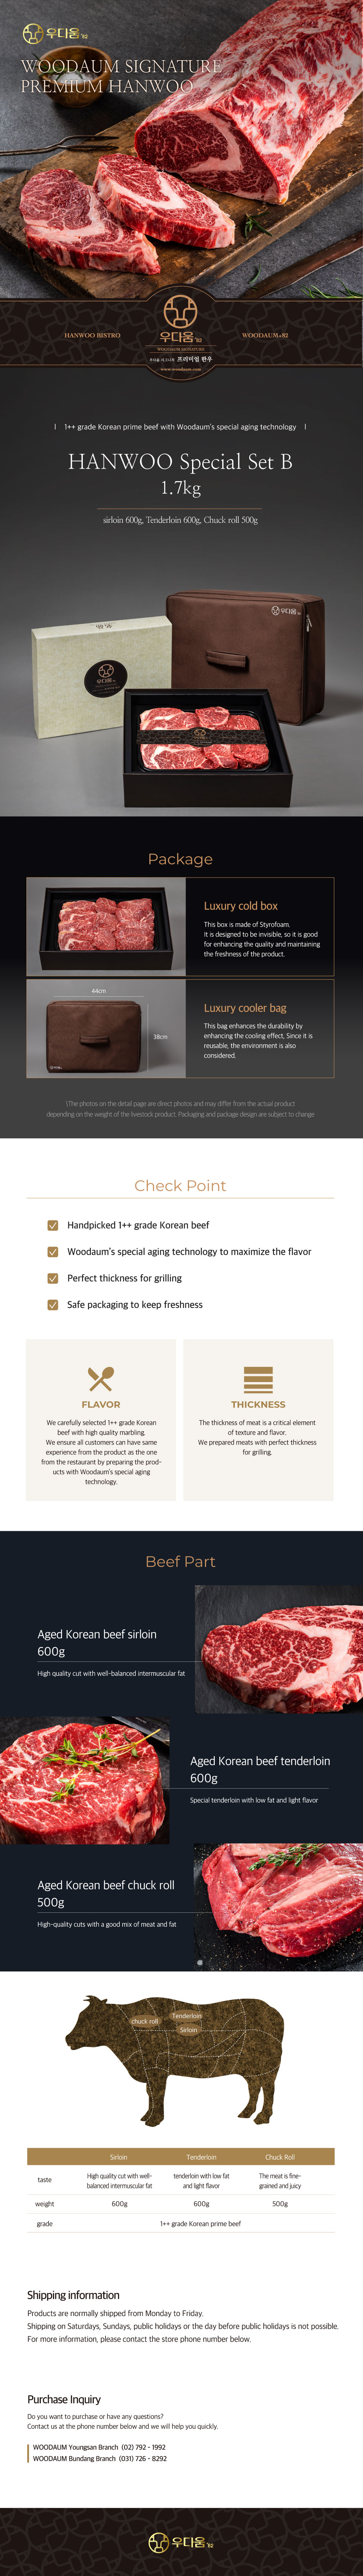 우디움 '82
WOODAUM SIGNATURE
PREMIUM HANWOO
HANWOO BISTRO
우디움 '82
WOODAUM+82
WOODAUM SIGNATURE
우디움 시그니처 프리미엄 한우
www.woodaum.com
1++ grade Korean prime beef with Woodaum's special aging technology
HANWOO Special Set B
1.7kg
sirloin 600g, Tenderloin 600g, Chuck roll 500g
우디움
우디움
Package
Luxury cold box
This box is made of Styrofoam.
It is designed to be invisible, so it is good
for enhancing the quality and maintaining
the freshness of the product.
44cm
38cm
Luxury cooler bag
This bag enhances the durability by
enhancing the cooling effect, Since it is
reusable, the environment is also
considered.
The photos on the detail page are direct photos and may differ from the actual product
depending on the weight of the livestock product. Packaging and package design are subject to change
Check Point
Handpicked 1++ grade Korean beef
Woodaum's special aging technology to maximize the flavor
Perfect thickness for grilling
Safe packaging to keep freshness
FLAVOR
We carefully selected 1++ grade Korean
beef with high quality marbling.
We ensure all customers can have same
experience from the product as the one
from the restaurant by preparing the prod-
ucts with Woodaum's special aging
technology.
THICKNESS
The thickness of meat is a critical element
of texture and flavor.
We prepared meats with perfect thickness
for grilling.
Beef Part
Aged Korean beef sirloin
600g
High quality cut with well-balanced intermuscular fat
Aged Korean beef tenderloin
600g
Special tenderloin with low fat and light flavor
Aged Korean beef chuck roll
500g
High-quality cuts with a good mix of meat and fat
chuck roll
Tenderloin
Sirloin
Sirloin Tenderloin Chuck Roll
taste High quality cut with well-balanced intermuscular fat tenderloin with low fat and light flavor The meat is fine-grained and juicy
weight 600g 600g 500g
grade 1++ grade Korean prime beef
Shipping information
Products are normally shipped from Monday to Friday.
Shipping on Saturdays, Sundays, public holidays or the day before public holidays is not possible.
For more information, please contact the store phone number below.
Purchase Inquiry
Do you want to purchase or have any questions?
Contact us at the phone number below and we will help you quickly.
WOODAUM Youngsan Branch (02) 792 - 1992
WOODAUM Bundang Branch (031) 726 - 8292
우디움 '82